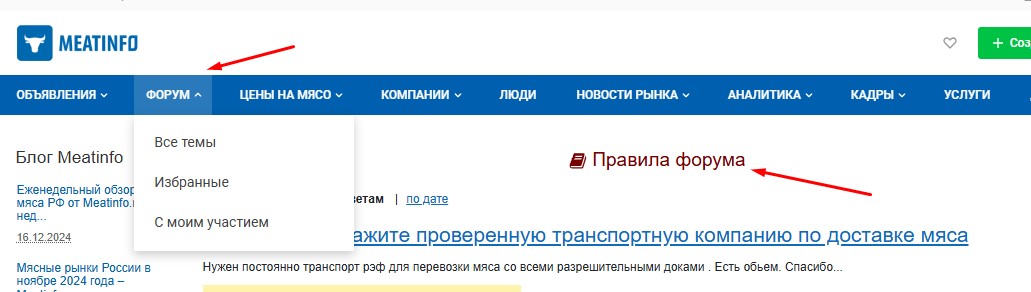 MEATINFO
+ Соз
ОБЪЯВЛЕНИЯ ФОРУМ ЦЕНЫ НА МЯСО КОМПАНИИ ЛЮДИ НОВОСТИ РЫНКА АНАЛИТИКА КАДРЫ УСЛУГИ
Все темы
Избранные
С моим участием
Блог Meatinfo
Еженедельный обзор
мяса РФ от Meatinfo.
нед...
16.12.2024
Мясные рынки России в
ноябре 2024 года –
Правила форума
ветам | по дате
ажите проверенную транспортную компанию по доставке мяса
Нужен постоянно транспорт рэф для перевозки мяса со всеми разрешительными доками . Есть обьем. Спасибо...